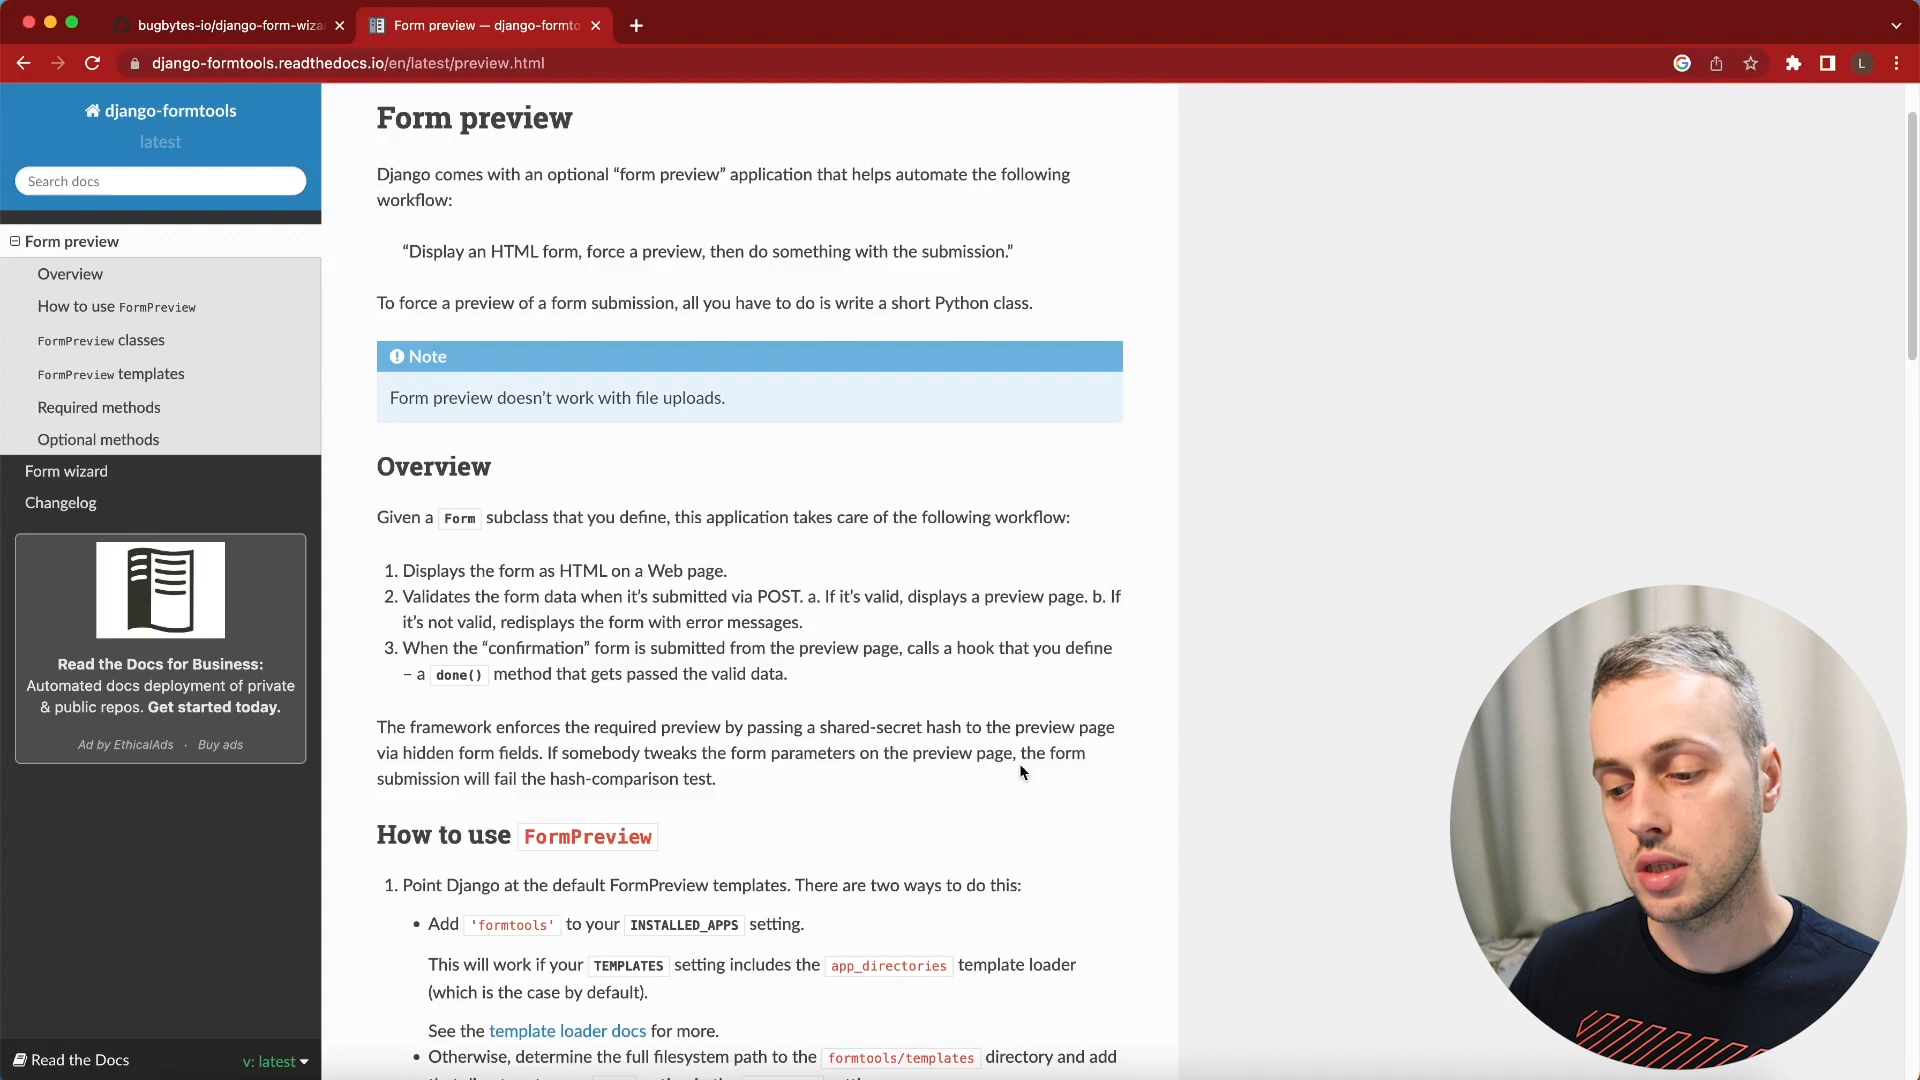 bugbytes-io/django-form-wiza
Form preview — django-formto
django-formtools.readthedocs.io/en/latest/preview.html
L
django-formtools
latest
Search docs
Form preview
Overview
How to use FormPreview
FormPreview classes
FormPreview templates
Required methods
Optional methods
Form wizard
Changelog
Read the Docs for Business:
Automated docs deployment of private
& public repos. Get started today.
Ad by EthicalAds · Buy ads
Read the Docs
v: latest
Form preview
Django comes with an optional “form preview” application that helps automate the following
workflow:
“Display an HTML form, force a preview, then do something with the submission.”
To force a preview of a form submission, all you have to do is write a short Python class.
Note
Form preview doesn’t work with file uploads.
Overview
Given a Form subclass that you define, this application takes care of the following workflow:
1. Displays the form as HTML on a Web page.
2. Validates the form data when it’s submitted via POST. a. If it’s valid, displays a preview page. b. If
it’s not valid, redisplays the form with error messages.
3. When the “confirmation” form is submitted from the preview page, calls a hook that you define
– a done() method that gets passed the valid data.
The framework enforces the required preview by passing a shared-secret hash to the preview page
via hidden form fields. If somebody tweaks the form parameters on the preview page, the form
submission will fail the hash-comparison test.
How to use FormPreview
1. Point Django at the default FormPreview templates. There are two ways to do this:
• Add 'formtools' to your INSTALLED_APPS setting.
This will work if your TEMPLATES setting includes the app_directories template loader
(which is the case by default).
See the template loader docs for more.
• Otherwise, determine the full filesystem path to the formtools/templates directory and add